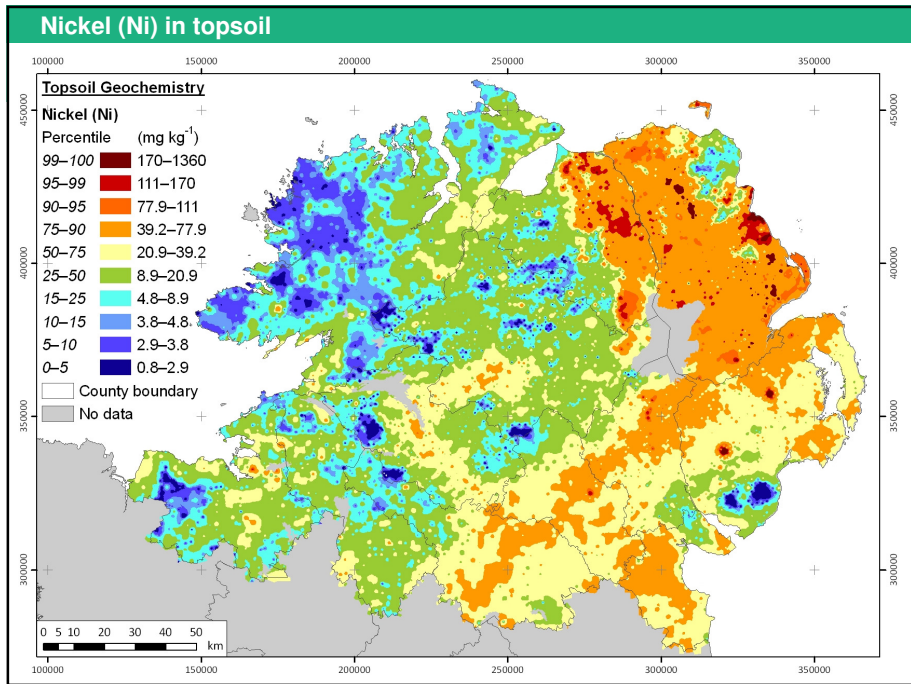 Nickel (Ni) in topsoil
100000 150000 200000 250000 300000 350000
Topsoil Geochemistry
Nickel (Ni)
Percentile (mg kg⁻¹)
99–100 170–1360
95–99 111–170
90–95 77.9–111
75–90 39.2–77.9
50–75 20.9–39.2
25–50 8.9–20.9
15–25 4.8–8.9
10–15 3.8–4.8
5–10 2.9–3.8
0–5 0.8–2.9
County boundary
No data
450000 450000
400000 400000
350000 350000
300000 300000
0 5 10 20 30 40 50
km
100000 150000 200000 250000 300000 350000